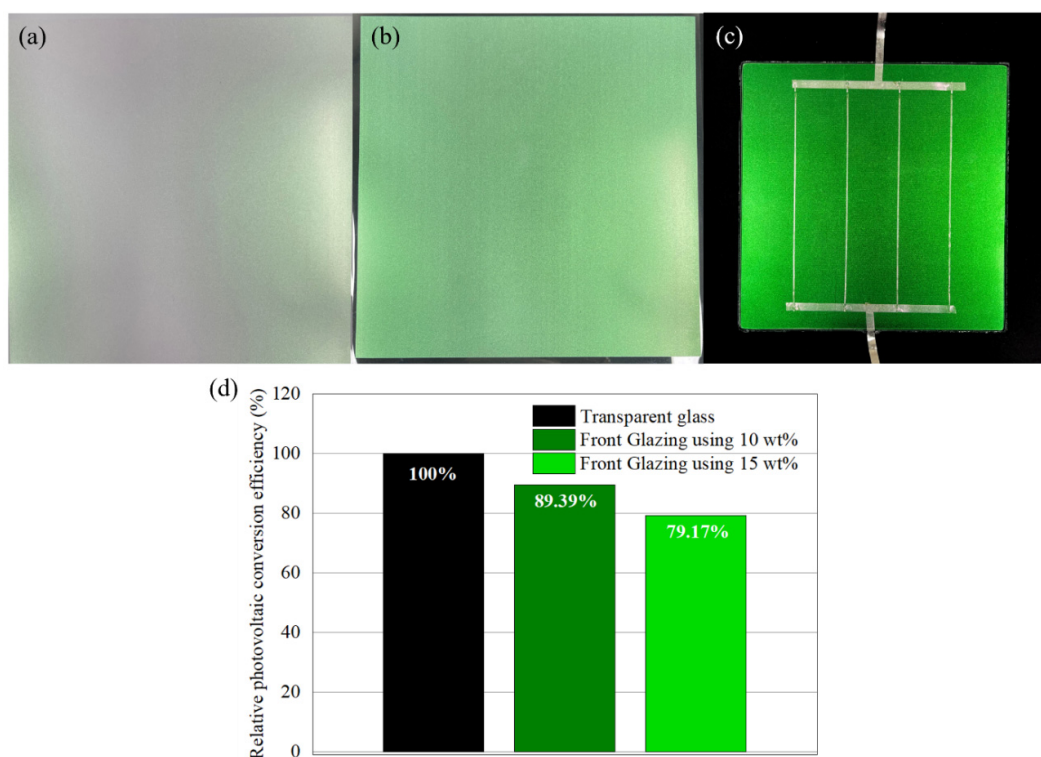 (a)
(b)
(c)
(d)
Relative photovoltaic conversion efficiency (%)
120
100
80
60
40
20
0
Transparent glass
Front Glazing using 10 wt%
Front Glazing using 15 wt%
100%
89.39%
79.17%